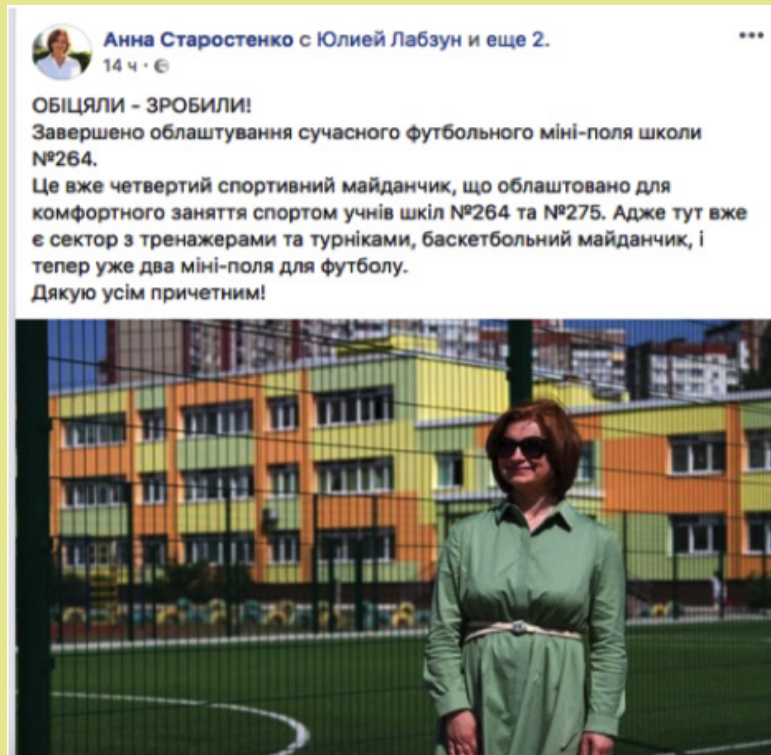 Анна Старостенко с Юлией Лабзун и еще 2.
14 ч ·
ОБІЦЯЛИ - ЗРОБИЛИ!
Завершено облаштування сучасного футбольного міні-поля школи
№264.
Це вже четвертий спортивний майданчик, що облаштовано для
комфортного заняття спортом учнів шкіл №264 та №275. Адже тут вже
є сектор з тренажерами та турніками, баскетбольний майданчик, і
тепер уже два міні-поля для футболу.
Дякую усім причетним!